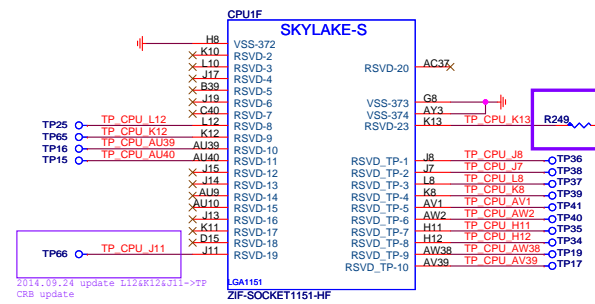 CPU1F
SKYLAKE-S
H8 VSS-372
K10 RSVD-2
L10 RSVD-3
J17 RSVD-4
B39 RSVD-5
J19 RSVD-6
C40 RSVD-7
TP25 TP_CPU_L12 L12 RSVD-8
TP65 TP_CPU_K12 K12 RSVD-9
TP16 TP_CPU_AU39 AU39 RSVD-10
TP15 TP_CPU_AU40 AU40 RSVD-11
J15 RSVD-12
J14 RSVD-13
AU9 RSVD-14
AU10 RSVD-15
J13 RSVD-16
K11 RSVD-17
D15 RSVD-18
TP66 TP_CPU_J11 J11 RSVD-19
RSVD-20 AC37
VSS-373 G8
VSS-374 AY3
RSVD-23 K13 TP_CPU_K13 R249
RSVD_TP-1 J8 TP_CPU_J8 TP36
RSVD_TP-2 J7 TP_CPU_J7 TP38
RSVD_TP-3 L8 TP_CPU_L8 TP37
RSVD_TP-4 K8 TP_CPU_K8 TP39
RSVD_TP-5 AV1 TP_CPU_AV1 TP41
RSVD_TP-6 AW2 TP_CPU_AW2 TP40
RSVD_TP-7 H11 TP_CPU_H11 TP35
RSVD_TP-8 H12 TP_CPU_H12 TP34
RSVD_TP-9 AW38 TP_CPU_AW38 TP19
RSVD_TP-10 AV39 TP_CPU_AV39 TP17
2014.09.24 update L12&K12&J11->TP
CRB update
LGA1151
ZIF-SOCKET1151-HF